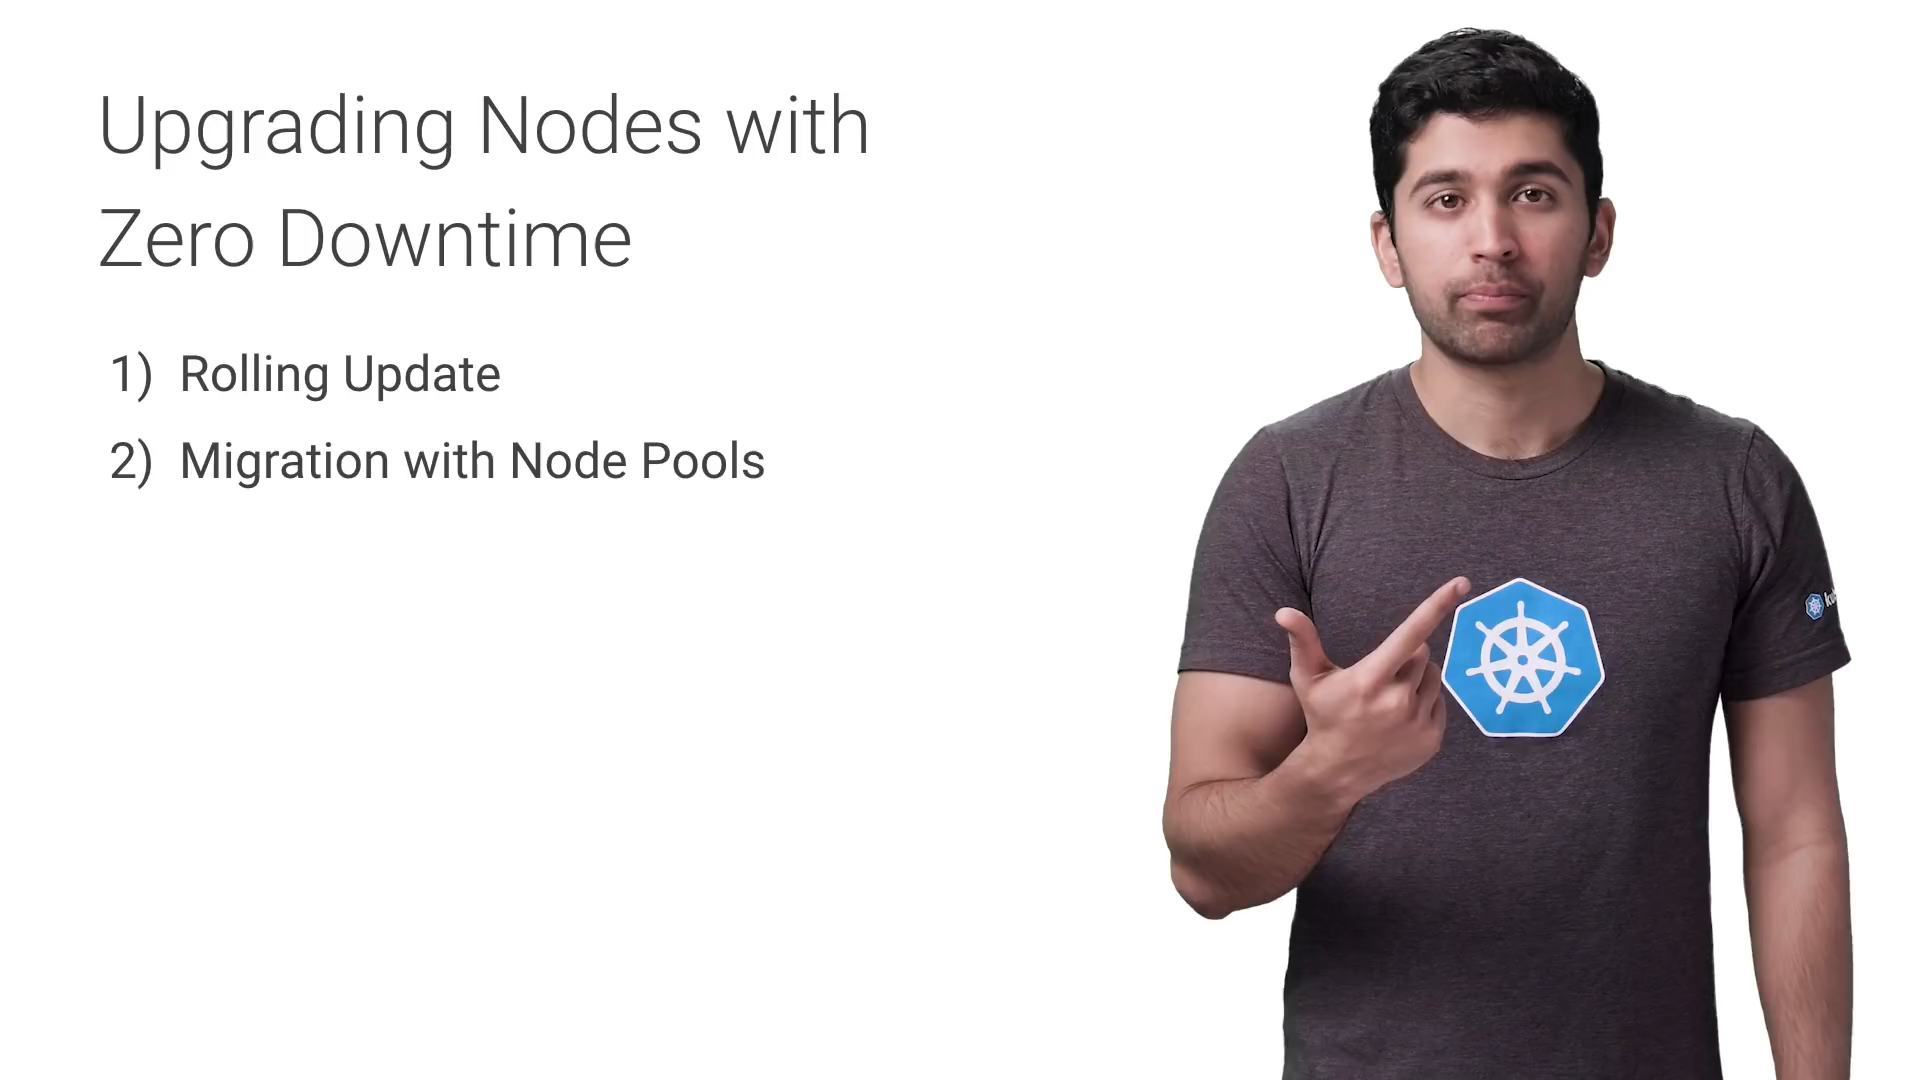 Upgrading Nodes with
Zero Downtime
1) Rolling Update
2) Migration with Node Pools